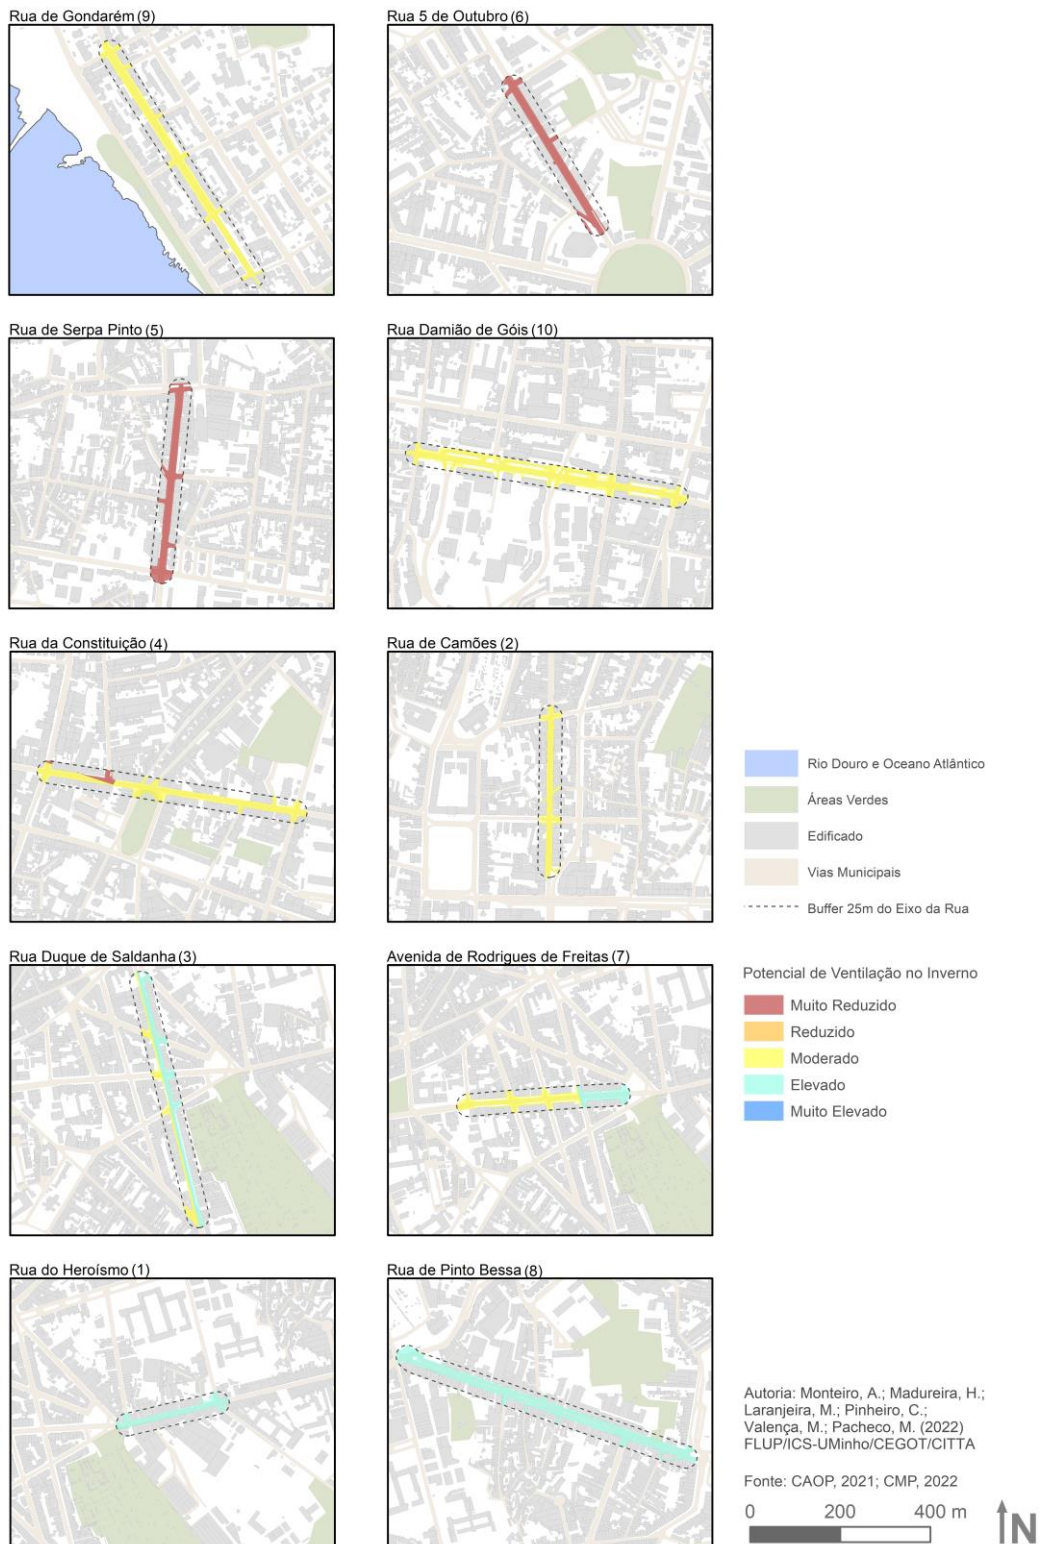 Rua de Gondarém (9)
Rua 5 de Outubro (6)
Rua de Serpa Pinto (5)
Rua Damião de Góis (10)
Rua da Constituição (4)
Rua de Camões (2)
Rio Douro e Oceano Atlântico
Áreas Verdes
Edificado
Vias Municipais
Buffer 25m do Eixo da Rua
Rua Duque de Saldanha (3)
Avenida de Rodrigues de Freitas (7)
Potencial de Ventilação no Inverno
Muito Reduzido
Reduzido
Moderado
Elevado
Muito Elevado
Rua do Heroísmo (1)
Rua de Pinto Bessa (8)
Autoria: Monteiro, A.; Madureira, H.;
Laranjeira, M.; Pinheiro, C.;
Valença, M.; Pacheco, M. (2022)
FLUP/ICS-UMinho/CEGOT/CITTA
Fonte: CAOP, 2021; CMP, 2022
0 200 400 m
N